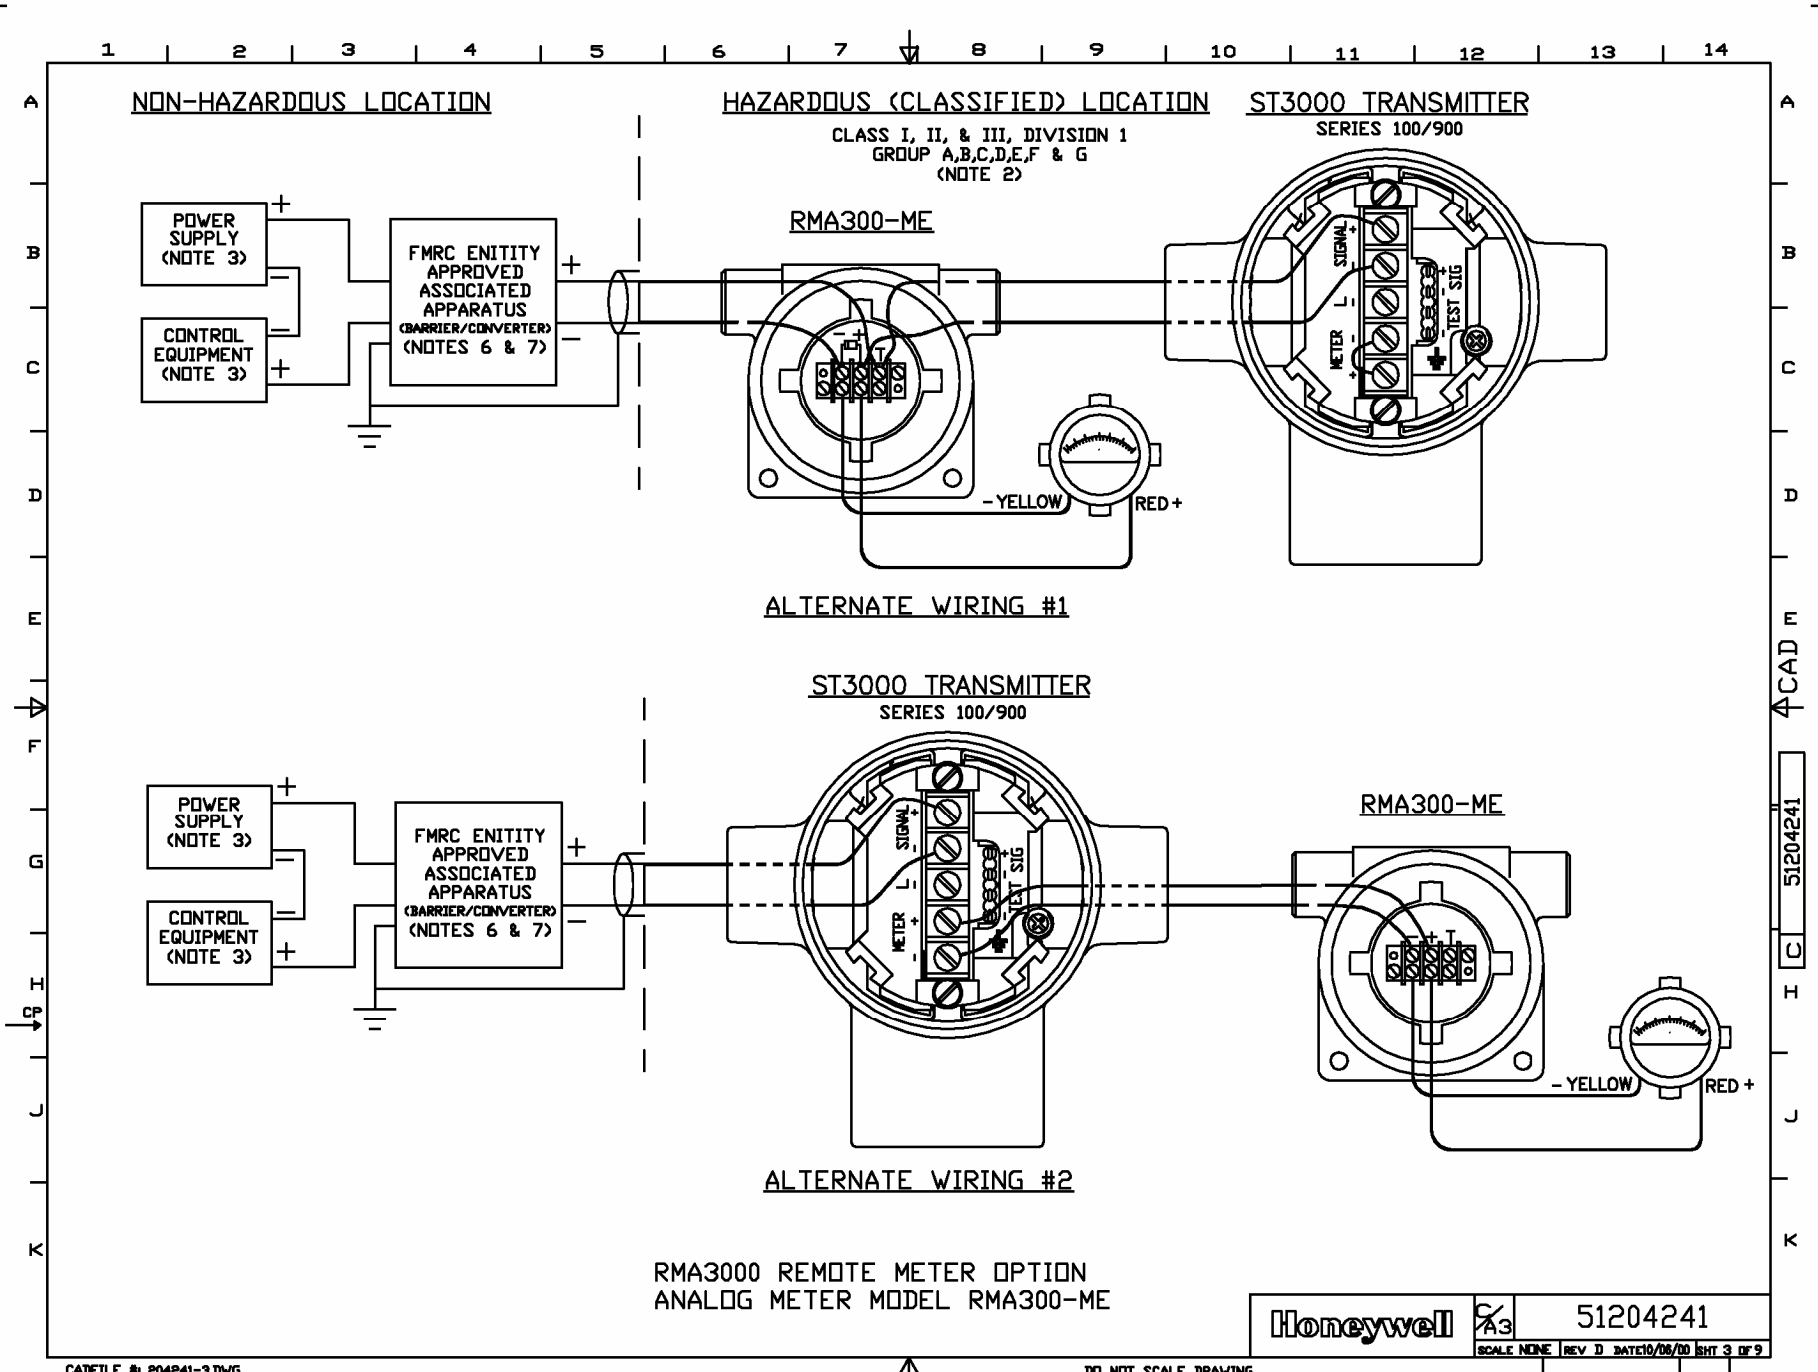 1 2 3 4 5 6 7 8 9 10 11 12 13 14
A NON-HAZARDOUS LOCATION HAZARDOUS (CLASSIFIED) LOCATION ST3000 TRANSMITTER A
SERIES 100/900
CLASS I, II, & III, DIVISION 1
GROUP A,B,C,D,E,F & G
(NOTE 2)
RMA300-ME
B B
POWER
SUPPLY
(NOTE 3)
+
-
CONTROL
EQUIPMENT
(NOTE 3)
+
FMRC ENITITY
APPROVED
ASSOCIATED
APPARATUS
(BARRIER/CONVERTER)
(NOTES 6 & 7)
+
-
- +
T
+
SIGNAL
-
L
-
METER
+
+
TEST SIG
-
C C
D D
- YELLOW
RED +
ALTERNATE WIRING #1
E E
CAD
ST3000 TRANSMITTER
SERIES 100/900
F
POWER
SUPPLY
(NOTE 3)
+
-
CONTROL
EQUIPMENT
(NOTE 3)
-
+
FMRC ENITITY
APPROVED
ASSOCIATED
APPARATUS
(BARRIER/CONVERTER)
(NOTES 6 & 7)
+
-
SIGNAL
-
L
+
METER
-
+
TEST SIG
-
RMA300-ME
- + T
G
51204241
C
H H
CP
- YELLOW
RED +
J J
ALTERNATE WIRING #2
K K
RMA3000 REMOTE METER OPTION
ANALOG METER MODEL RMA300-ME
Honeywell
C/A3
51204241
SCALE NONE REV D DATE10/06/00 SHT 3 OF 9
CADFILE #: 204241-3.DWG
DO NOT SCALE DRAWING